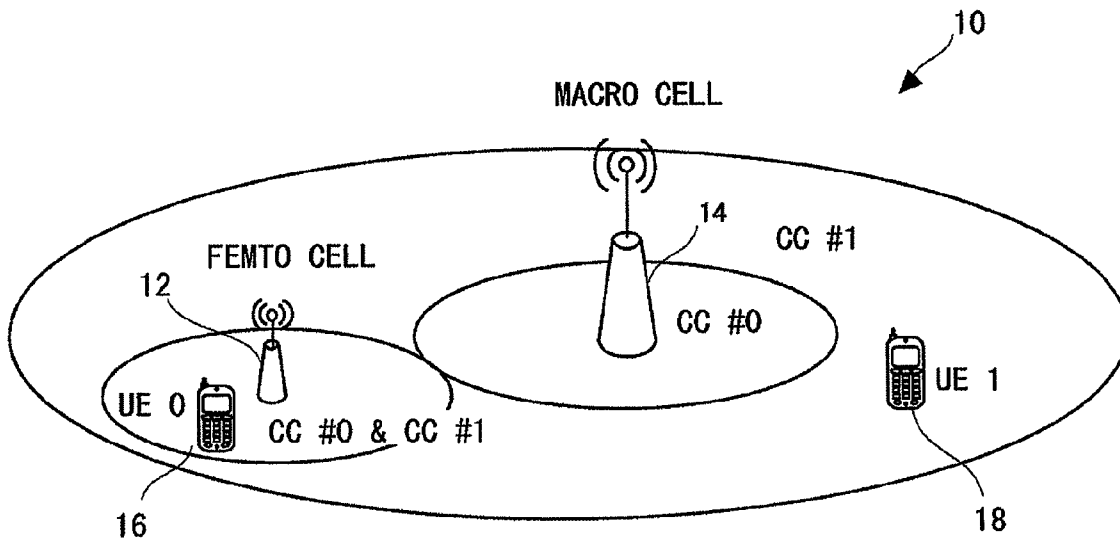 10
MACRO CELL
14
CC #1
FEMTO CELL
12
CC #0
UE 0
CC #0 & CC #1
UE 1
16
18